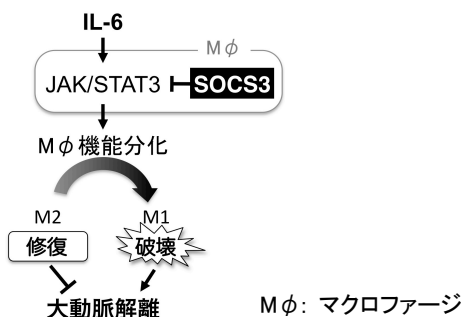 IL-6
Mφ
JAK/STAT3 SOCS3
Mφ機能分化
M2 M1
修復 破壊
大動脈解離
Mφ: マクロファージ